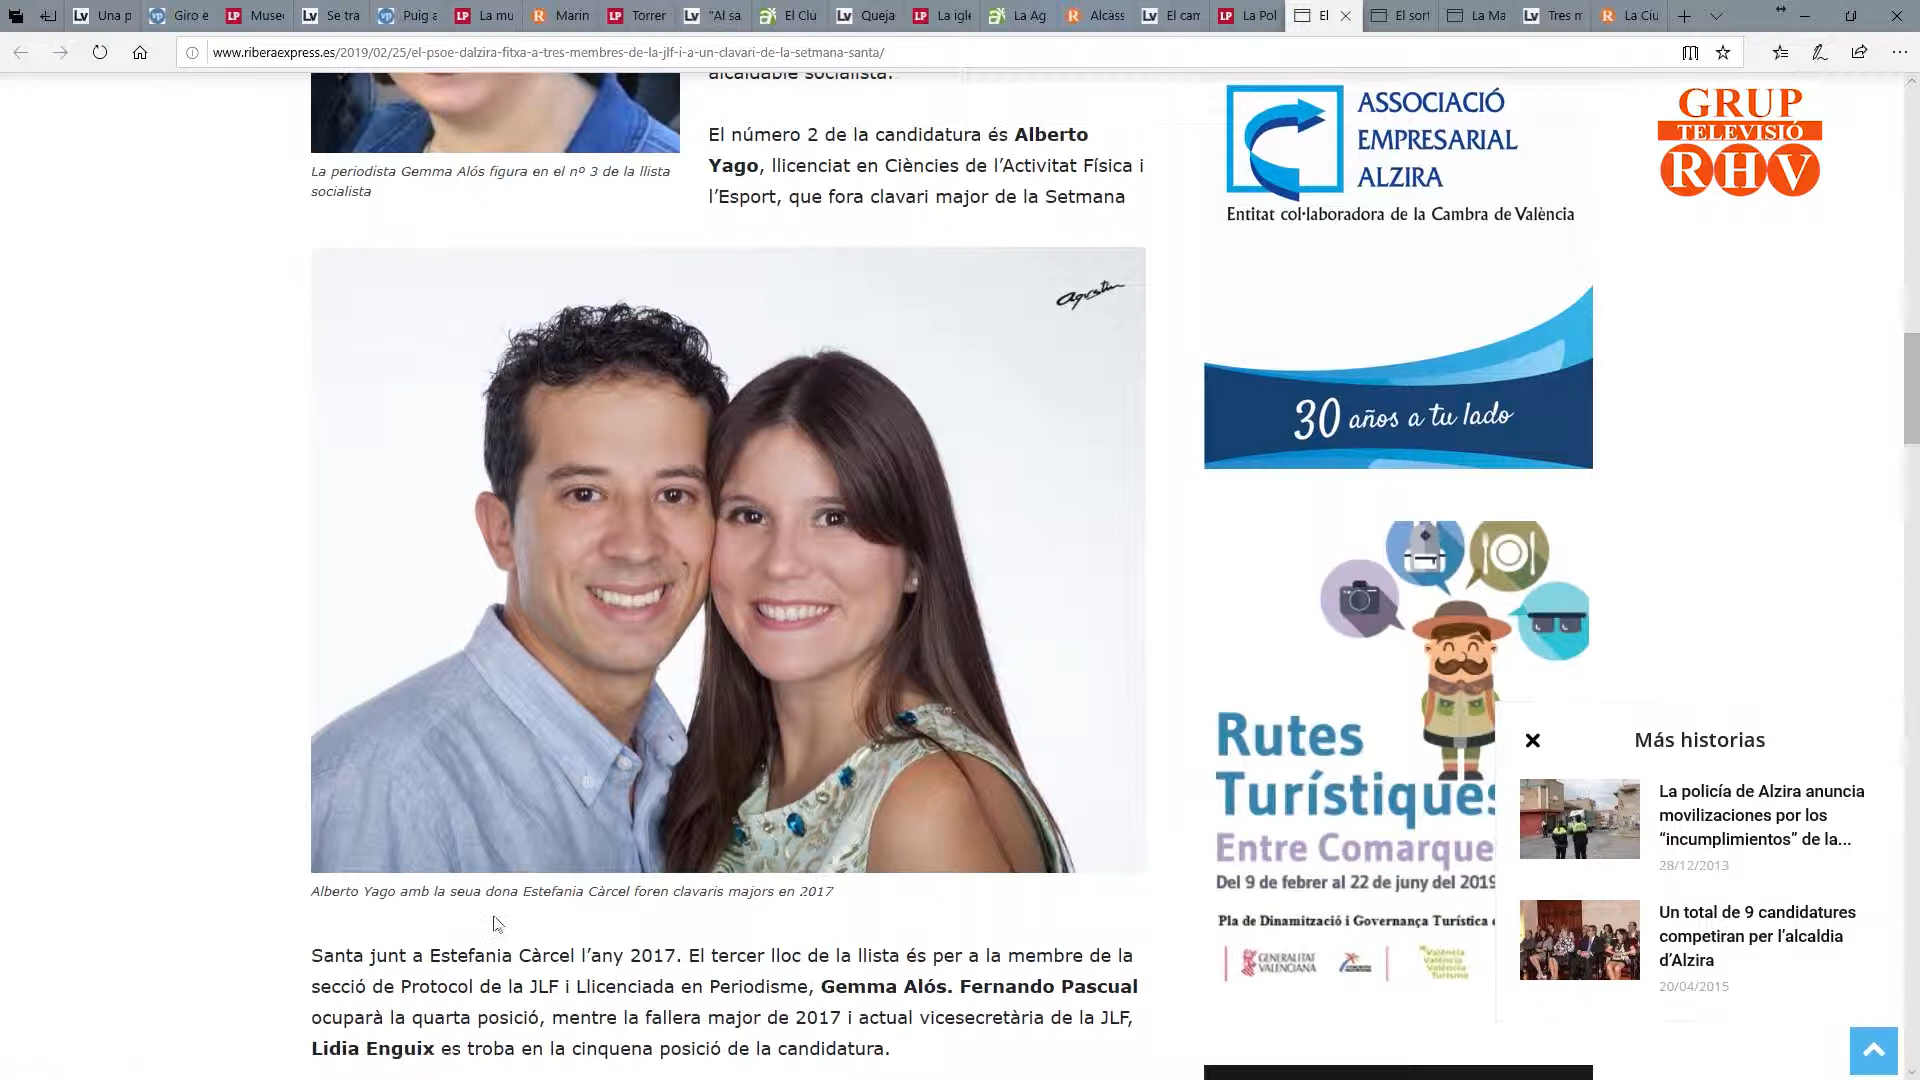 Una p
Giro e
Muse
Se tra
Puig a
La mu
Marin
Torrer
"Al sa
El Clu
Queja
La igle
La Ag
Alcàss
El cam
La Pol
El
El sort
La Ma
Tres m
La Ciu
www.riberaexpress.es/2019/02/25/el-psoe-dalzira-fitxa-a-tres-membres-de-la-jlf-i-a-un-clavari-de-la-setmana-santa/
alcaldable socialista.
El número 2 de la candidatura és Alberto
Yago, llicenciat en Ciències de l’Activitat Física i
l’Esport, que fora clavari major de la Setmana
La periodista Gemma Alós figura en el nº 3 de la llista
socialista
Agustin
Alberto Yago amb la seua dona Estefania Càrcel foren clavaris majors en 2017
Santa junt a Estefania Càrcel l’any 2017. El tercer lloc de la llista és per a la membre de la
secció de Protocol de la JLF i Llicenciada en Periodisme, Gemma Alós. Fernando Pascual
ocuparà la quarta posició, mentre la fallera major de 2017 i actual vicesecretària de la JLF,
Lidia Enguix es troba en la cinquena posició de la candidatura.
ASSOCIACIÓ
EMPRESARIAL
ALZIRA
Entitat col·laboradora de la Cambra de València
30 años a tu lado
GRUP
TELEVISIÓ
RHV
Rutes
Turístiques
Entre Comarque
Del 9 de febrer al 22 de juny del 2019
Pla de Dinamització i Governança Turística
GENERALITAT
VALENCIANA
València
València
València
Turisme
Más historias
La policía de Alzira anuncia
movilizaciones por los
“incumplimientos” de la...
28/12/2013
Un total de 9 candidatures
competiran per l’alcaldia
d’Alzira
20/04/2015